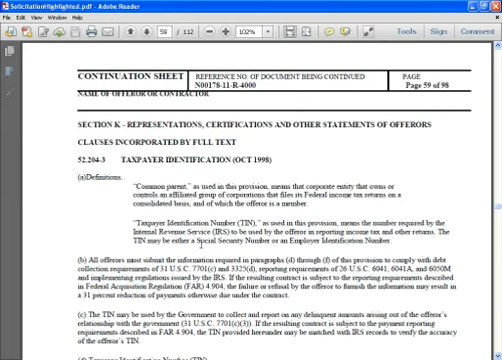 SolicitationHighlighted.pdf - Adobe Reader
File Edit View Window Help
59 / 112 102% Tools Sign Comment
CONTINUATION SHEET REFERENCE NO. OF DOCUMENT BEING CONTINUED PAGE
N00178-11-R-4000 Page 59 of 98
NAME OF OFFEROR OR CONTRACTOR
SECTION K - REPRESENTATIONS, CERTIFICATIONS AND OTHER STATEMENTS OF OFFERORS
CLAUSES INCORPORATED BY FULL TEXT
52.204-3 TAXPAYER IDENTIFICATION (OCT 1998)
(a)Definitions.
"Common parent," as used in this provision, means that corporate entity that owns or
controls an affiliated group of corporations that files its Federal income tax returns on a
consolidated basis, and of which the offeror is a member.
"Taxpayer Identification Number (TIN)," as used in this provision, means the number required by the
Internal Revenue Service (IRS) to be used by the offeror in reporting income tax and other returns. The
TIN may be either a Social Security Number or an Employer Identification Number.
(b) All offerors must submit the information required in paragraphs (d) through (f) of this provision to comply with debt
collection requirements of 31 U.S.C. 7701(c) and 3325(d), reporting requirements of 26 U.S.C. 6041, 6041A, and 6050M
and implementing regulations issued by the IRS. If the resulting contract is subject to the reporting requirements described
in Federal Acquisition Regulation (FAR) 4.904, the failure or refusal by the offeror to furnish the information may result in
a 31 percent reduction of payments otherwise due under the contract.
(c) The TIN may be used by the Government to collect and report on any delinquent amounts arising out of the offeror's
relationship with the government (31 U.S.C. 7701(c)(3)). If the resulting contract is subject to the payment reporting
requirements described in FAR 4.904, the TIN provided hereunder may be matched with IRS records to verify the accuracy
of the offeror's TIN.
(d) Taxpayer Identification Number (TIN)